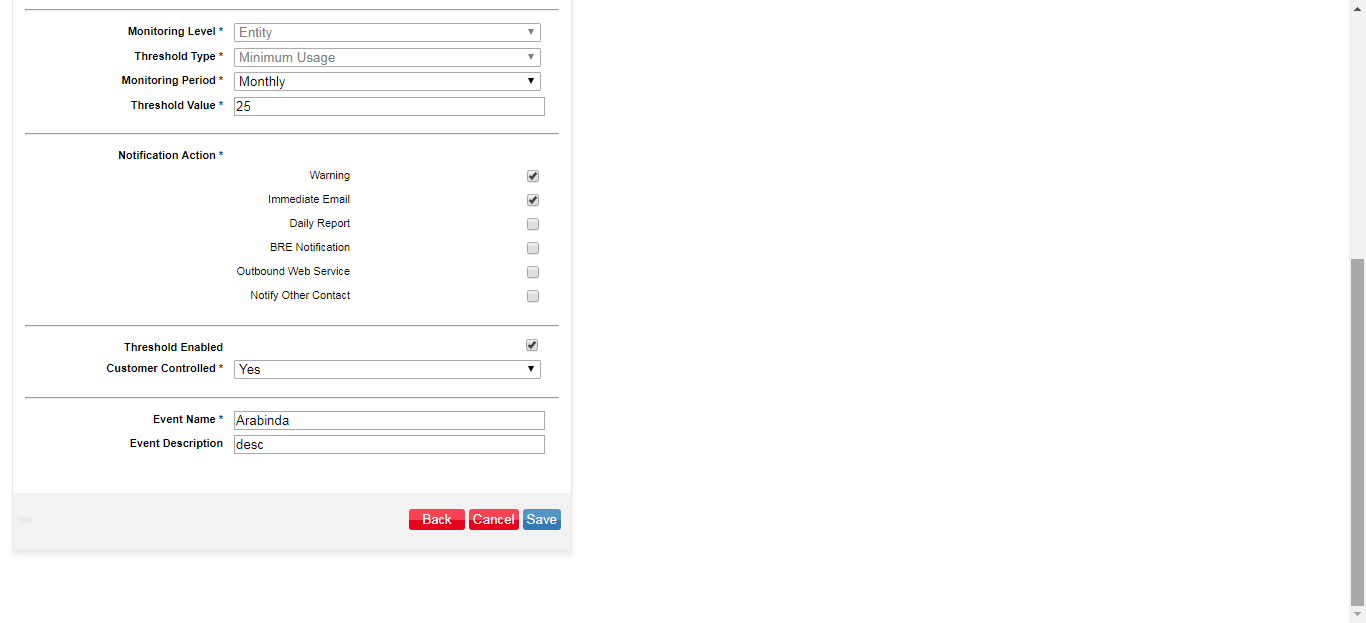 Monitoring Level * Entity
Threshold Type * Minimum Usage
Monitoring Period * Monthly
Threshold Value * 25
Notification Action *
Warning
Immediate Email
Daily Report
BRE Notification
Outbound Web Service
Notify Other Contact
Threshold Enabled
Customer Controlled * Yes
Event Name * Arabinda
Event Description desc
Back Cancel Save